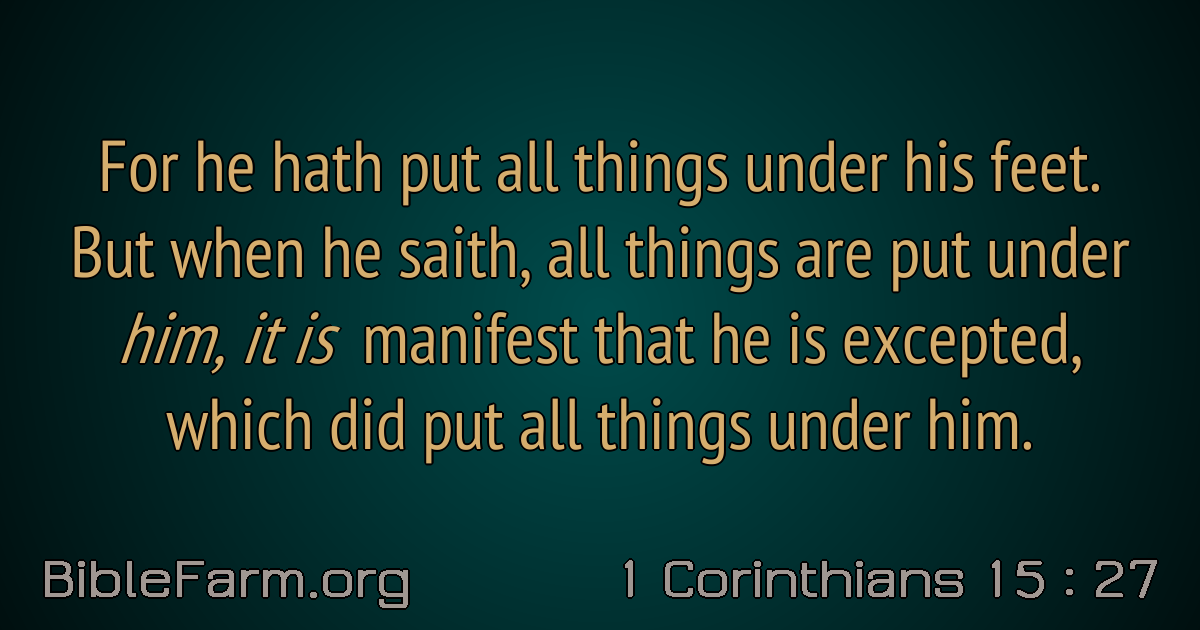 For he hath put all things under his feet.
But when he saith, all things are put under
him, it is manifest that he is excepted,
which did put all things under him.
BibleFarm.org
1 Corinthians 15 : 27